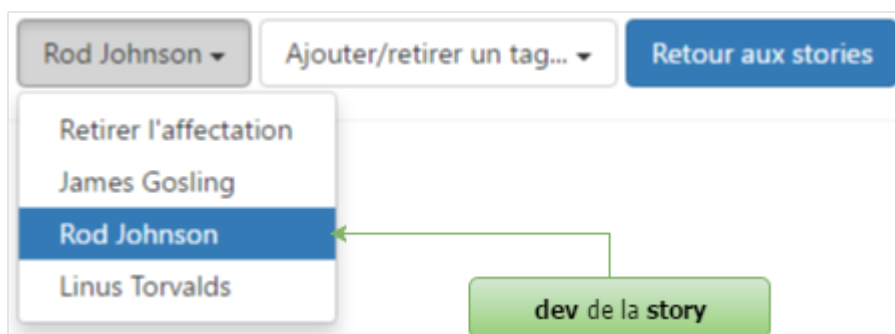 Rod Johnson Ajouter/retirer un tag... Retour aux stories
Retirer l'affectation
James Gosling
Rod Johnson
Linus Torvalds
dev de la story